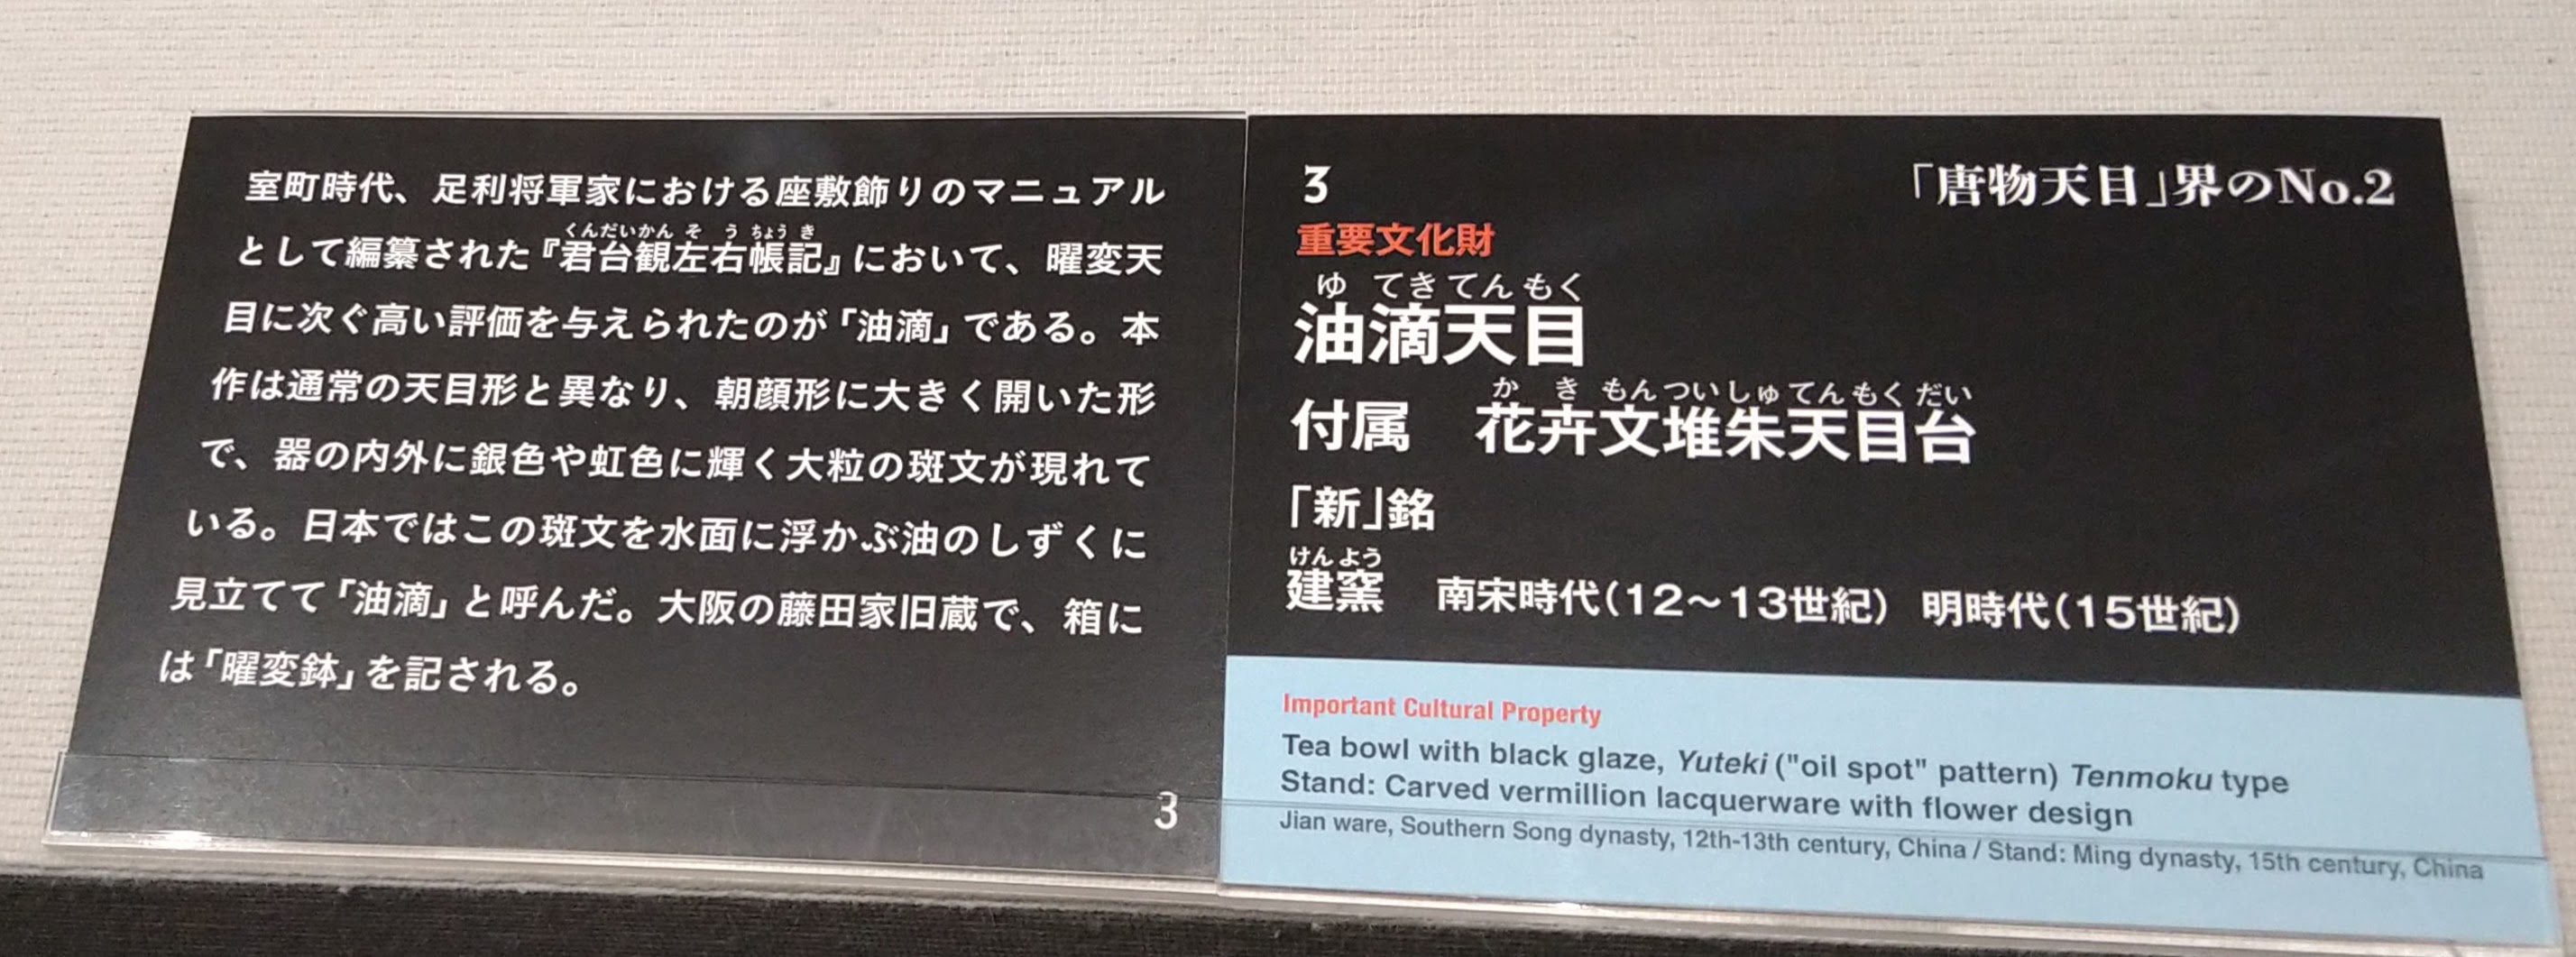 室町時代、足利将軍家における座敷飾りのマニュアル
くんだいかん そ う ちょう き
として編纂された『君台観左右帳記』において、曜変天
目に次ぐ高い評価を与えられたのが「油滴」である。本
作は通常の天目形と異なり、朝顔形に大きく開いた形
で、器の内外に銀色や虹色に輝く大粒の斑文が現れて
いる。日本ではこの斑文を水面に浮かぶ油のしずくに
見立てて「油滴」と呼んだ。大阪の藤田家旧蔵で、箱に
は「曜変鉢」を記される。
3
3
「唐物天目」界のNo.2
重要文化財
ゆ てき てん もく
油滴天目
か き もん つい しゅ てん もく だい
付属 花卉文堆朱天目台
「新」銘
けん よう
建窯 南宋時代(12～13世紀) 明時代(15世紀)
Important Cultural Property
Tea bowl with black glaze, Yuteki ("oil spot" pattern) Tenmoku type
Stand: Carved vermillion lacquerware with flower design
Jian ware, Southern Song dynasty, 12th-13th century, China / Stand: Ming dynasty, 15th century, China